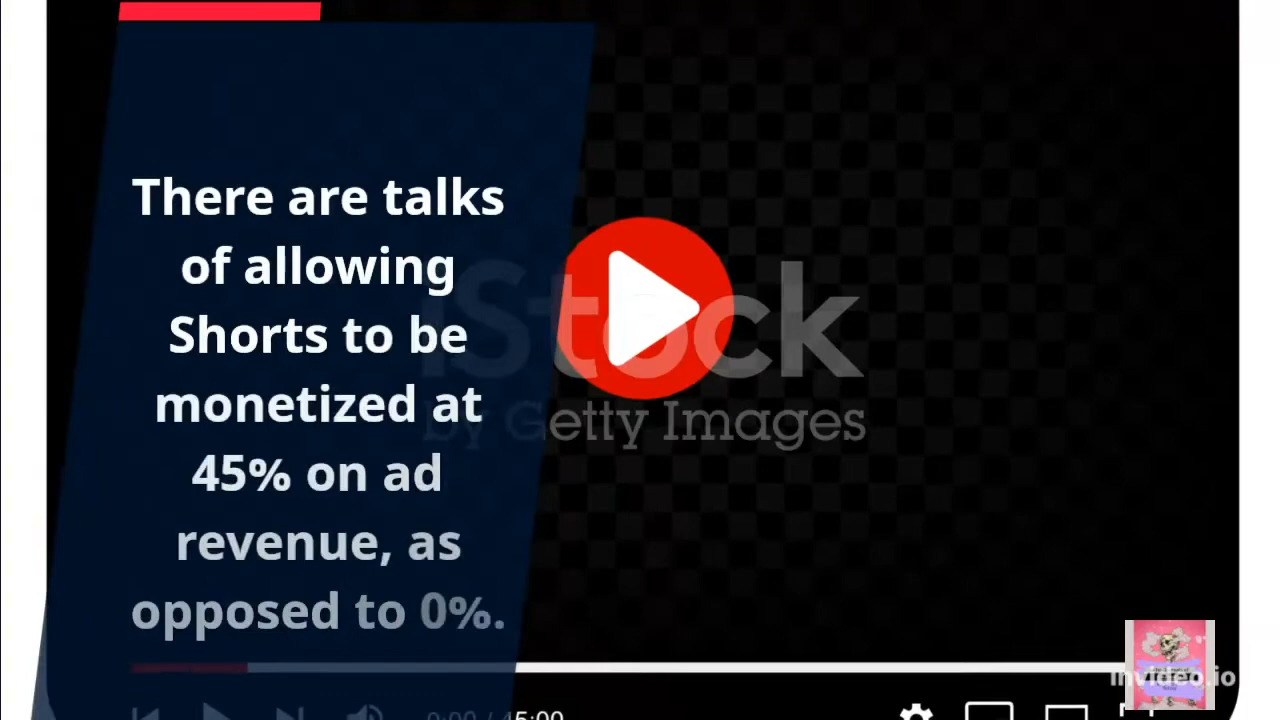 There are talks
of allowing
Shorts to be
monetized at
45% on ad
revenue, as
opposed to 0%.
iStock
by Getty Images
0:00 / 15:00
invideo.io